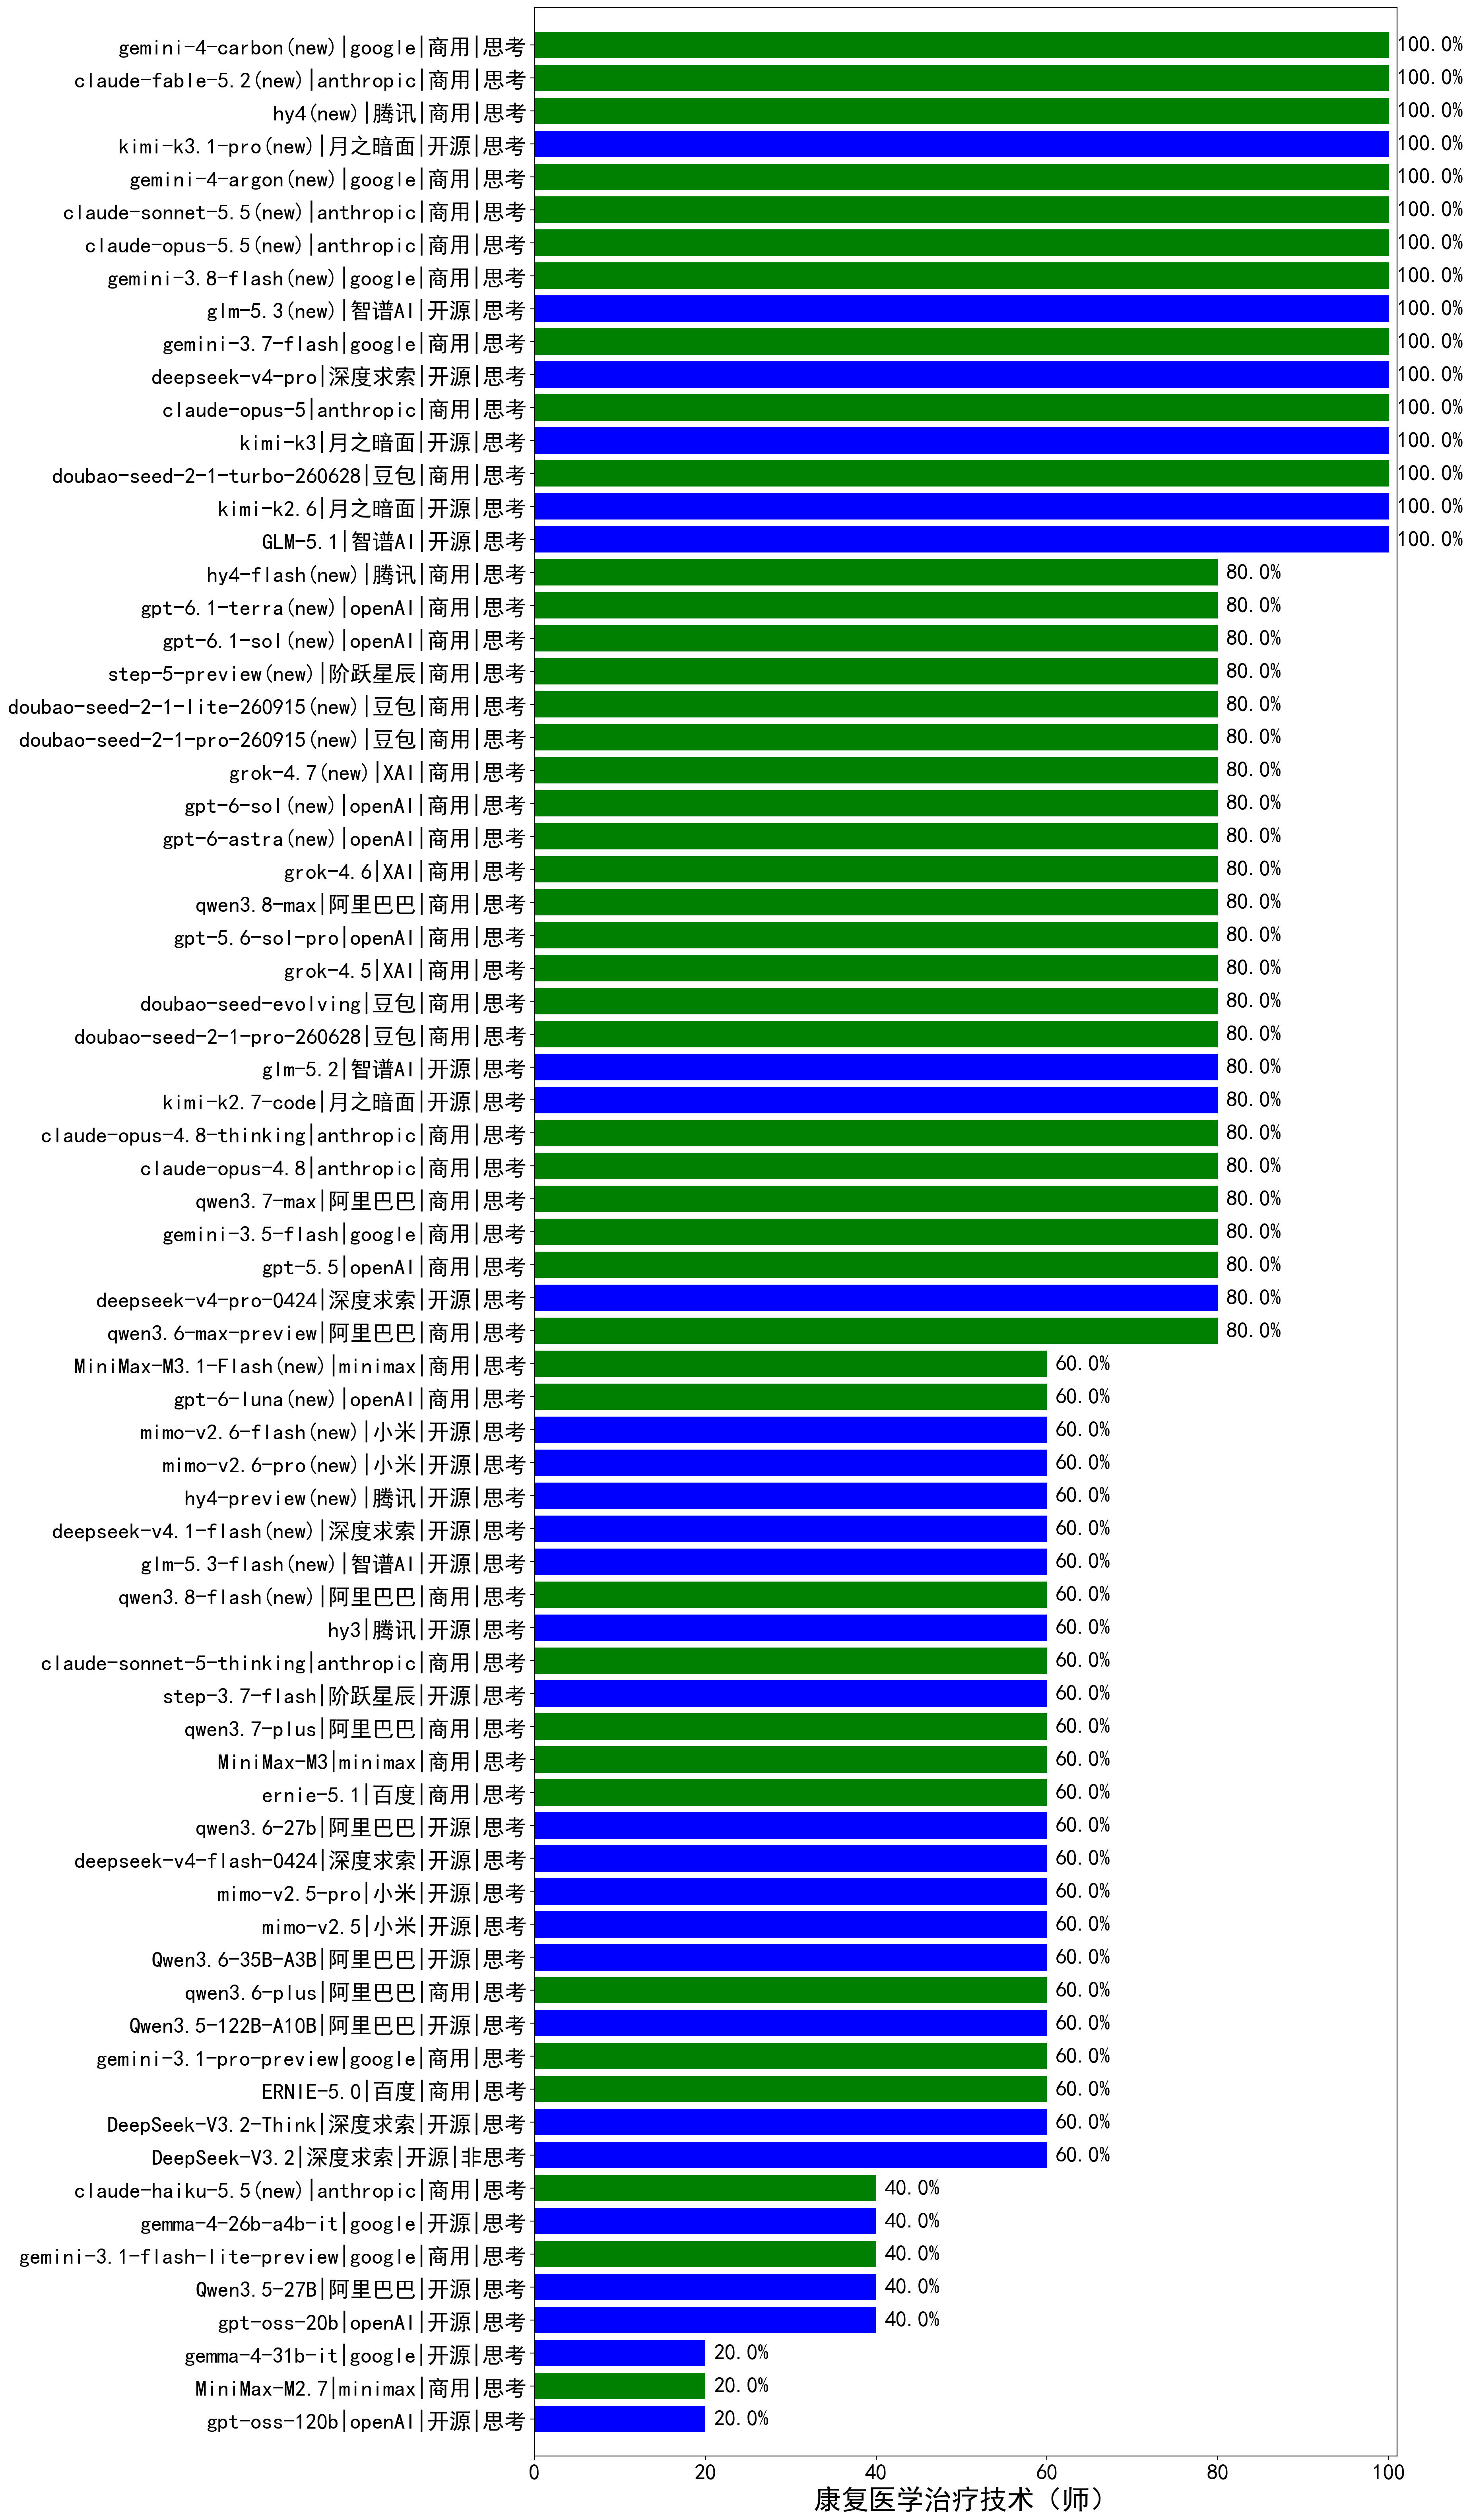 gemini-4-carbon(new)|google|商用|思考 100.0%
claude-fable-5.2(new)|anthropic|商用|思考 100.0%
hy4(new)|腾讯|商用|思考 100.0%
kimi-k3.1-pro(new)|月之暗面|开源|思考 100.0%
gemini-4-argon(new)|google|商用|思考 100.0%
claude-sonnet-5.5(new)|anthropic|商用|思考 100.0%
claude-opus-5.5(new)|anthropic|商用|思考 100.0%
gemini-3.8-flash(new)|google|商用|思考 100.0%
glm-5.3(new)|智谱AI|开源|思考 100.0%
gemini-3.7-flash|google|商用|思考 100.0%
deepseek-v4-pro|深度求索|开源|思考 100.0%
claude-opus-5|anthropic|商用|思考 100.0%
kimi-k3|月之暗面|开源|思考 100.0%
doubao-seed-2-1-turbo-260628|豆包|商用|思考 100.0%
kimi-k2.6|月之暗面|开源|思考 100.0%
GLM-5.1|智谱AI|开源|思考 100.0%
hy4-flash(new)|腾讯|商用|思考 80.0%
gpt-6.1-terra(new)|openAI|商用|思考 80.0%
gpt-6.1-sol(new)|openAI|商用|思考 80.0%
step-5-preview(new)|阶跃星辰|商用|思考 80.0%
doubao-seed-2-1-lite-260915(new)|豆包|商用|思考 80.0%
doubao-seed-2-1-pro-260915(new)|豆包|商用|思考 80.0%
grok-4.7(new)|XAI|商用|思考 80.0%
gpt-6-sol(new)|openAI|商用|思考 80.0%
gpt-6-astra(new)|openAI|商用|思考 80.0%
grok-4.6|XAI|商用|思考 80.0%
qwen3.8-max|阿里巴巴|商用|思考 80.0%
gpt-5.6-sol-pro|openAI|商用|思考 80.0%
grok-4.5|XAI|商用|思考 80.0%
doubao-seed-evolving|豆包|商用|思考 80.0%
doubao-seed-2-1-pro-260628|豆包|商用|思考 80.0%
glm-5.2|智谱AI|开源|思考 80.0%
kimi-k2.7-code|月之暗面|开源|思考 80.0%
claude-opus-4.8-thinking|anthropic|商用|思考 80.0%
claude-opus-4.8|anthropic|商用|思考 80.0%
qwen3.7-max|阿里巴巴|商用|思考 80.0%
gemini-3.5-flash|google|商用|思考 80.0%
gpt-5.5|openAI|商用|思考 80.0%
deepseek-v4-pro-0424|深度求索|开源|思考 80.0%
qwen3.6-max-preview|阿里巴巴|商用|思考 80.0%
MiniMax-M3.1-Flash(new)|minimax|商用|思考 60.0%
gpt-6-luna(new)|openAI|商用|思考 60.0%
mimo-v2.6-flash(new)|小米|开源|思考 60.0%
mimo-v2.6-pro(new)|小米|开源|思考 60.0%
hy4-preview(new)|腾讯|开源|思考 60.0%
deepseek-v4.1-flash(new)|深度求索|开源|思考 60.0%
glm-5.3-flash(new)|智谱AI|开源|思考 60.0%
qwen3.8-flash(new)|阿里巴巴|商用|思考 60.0%
hy3|腾讯|开源|思考 60.0%
claude-sonnet-5-thinking|anthropic|商用|思考 60.0%
step-3.7-flash|阶跃星辰|开源|思考 60.0%
qwen3.7-plus|阿里巴巴|商用|思考 60.0%
MiniMax-M3|minimax|商用|思考 60.0%
ernie-5.1|百度|商用|思考 60.0%
qwen3.6-27b|阿里巴巴|开源|思考 60.0%
deepseek-v4-flash-0424|深度求索|开源|思考 60.0%
mimo-v2.5-pro|小米|开源|思考 60.0%
mimo-v2.5|小米|开源|思考 60.0%
Qwen3.6-35B-A3B|阿里巴巴|开源|思考 60.0%
qwen3.6-plus|阿里巴巴|商用|思考 60.0%
Qwen3.5-122B-A10B|阿里巴巴|开源|思考 60.0%
gemini-3.1-pro-preview|google|商用|思考 60.0%
ERNIE-5.0|百度|商用|思考 60.0%
DeepSeek-V3.2-Think|深度求索|开源|思考 60.0%
DeepSeek-V3.2|深度求索|开源|非思考 60.0%
claude-haiku-5.5(new)|anthropic|商用|思考 40.0%
gemma-4-26b-a4b-it|google|开源|思考 40.0%
gemini-3.1-flash-lite-preview|google|商用|思考 40.0%
Qwen3.5-27B|阿里巴巴|开源|思考 40.0%
gpt-oss-20b|openAI|开源|思考 40.0%
gemma-4-31b-it|google|开源|思考 20.0%
MiniMax-M2.7|minimax|商用|思考 20.0%
gpt-oss-120b|openAI|开源|思考 20.0%
0 20 40 60 80 100
康复医学治疗技术（师）